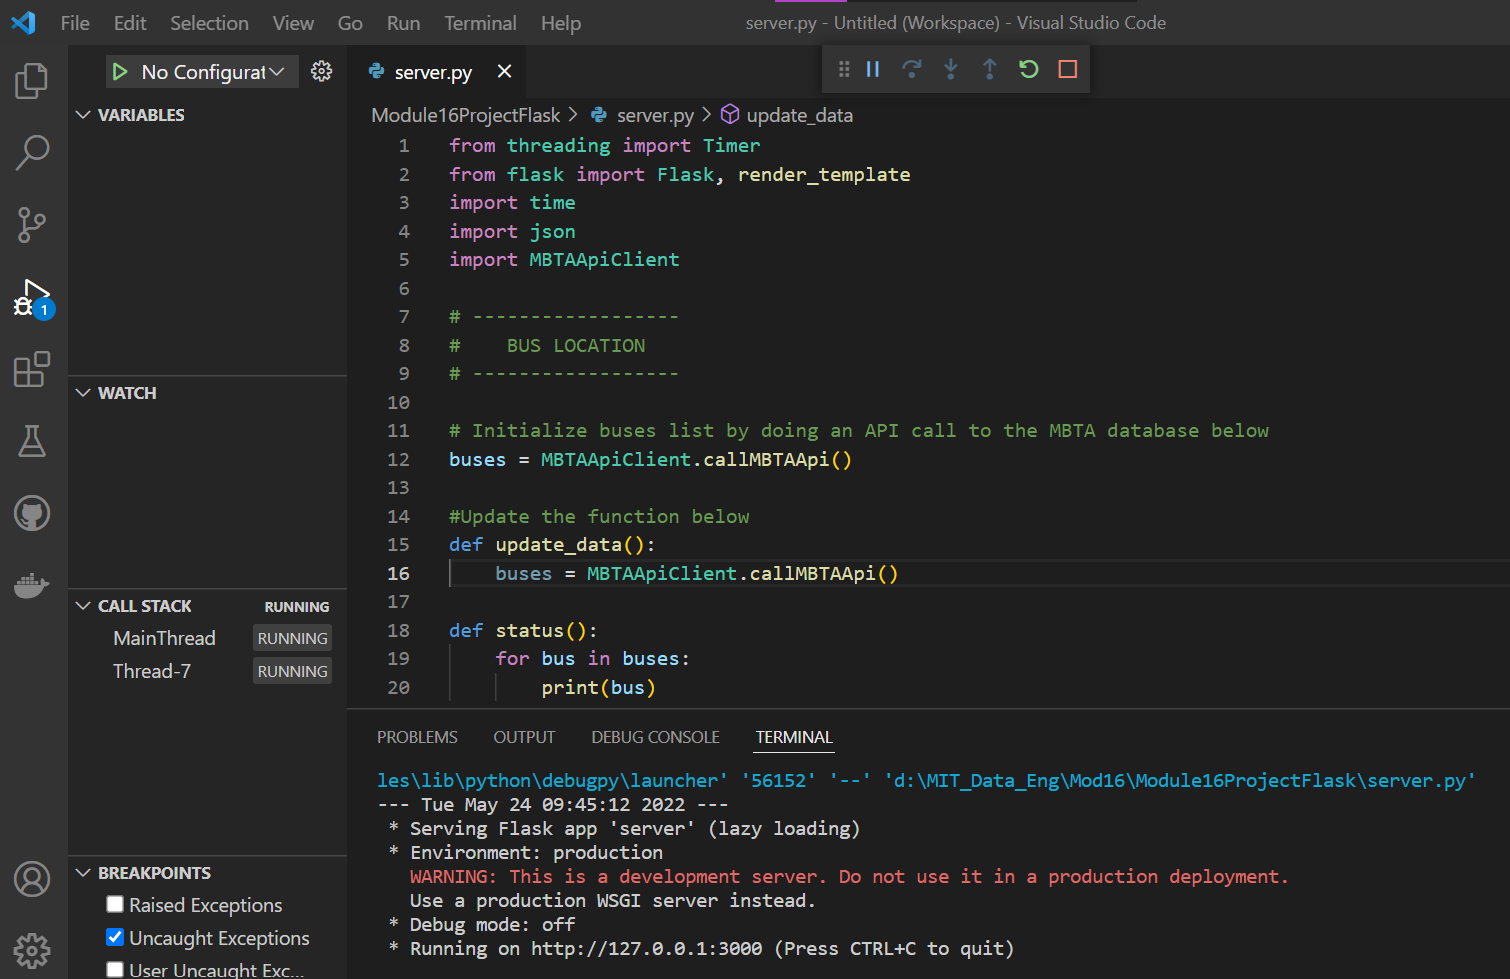 File Edit Selection View Go Run Terminal Help
server.py - Untitled (Workspace) - Visual Studio Code
No Configurat
server.py
VARIABLES
1
WATCH
CALL STACK
RUNNING
MainThread
RUNNING
Thread-7
RUNNING
BREAKPOINTS
Raised Exceptions
Uncaught Exceptions
User Uncaught Exc...
Module16ProjectFlask > server.py > update_data
1 from threading import Timer
2 from flask import Flask, render_template
3 import time
4 import json
5 import MBTAApiClient
6
7 # ------------------
8 #    BUS LOCATION
9 # ------------------
10
11 # Initialize buses list by doing an API call to the MBTA database below
12 buses = MBTAApiClient.callMBTAApi()
13
14 #Update the function below
15 def update_data():
16     buses = MBTAApiClient.callMBTAApi()
17
18 def status():
19     for bus in buses:
20         print(bus)
PROBLEMS OUTPUT DEBUG CONSOLE TERMINAL
les\lib\python\debugpy\launcher' '56152' '--' 'd:\MIT_Data_Eng\Mod16\Module16ProjectFlask\server.py'
--- Tue May 24 09:45:12 2022 ---
* Serving Flask app 'server' (lazy loading)
* Environment: production
WARNING: This is a development server. Do not use it in a production deployment.
Use a production WSGI server instead.
* Debug mode: off
* Running on http://127.0.0.1:3000 (Press CTRL+C to quit)